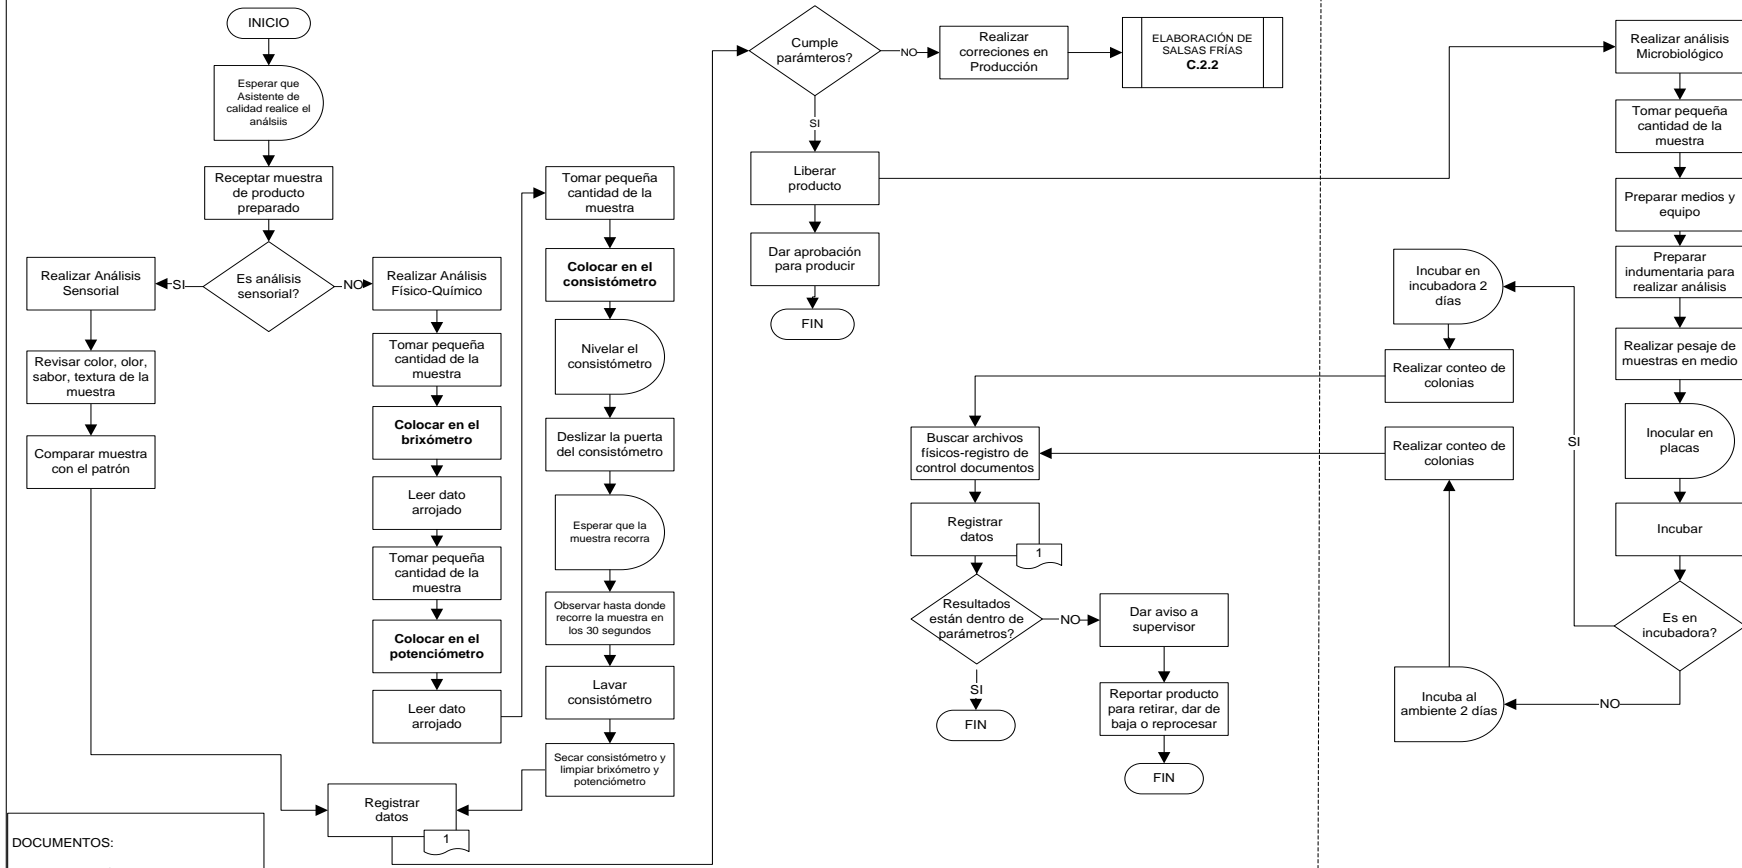 INICIO
Esperar que
Asistente de
calidad realice el
análsiis
Receptar muestra
de producto
preparado
Es análisis
sensorial?
SI
NO
Realizar Análisis
Sensorial
Revisar color, olor,
sabor, textura de la
muestra
Comparar muestra
con el patrón
Realizar Análisis
Físico-Químico
Tomar pequeña
cantidad de la
muestra
Colocar en el
brixómetro
Leer dato
arrojado
Tomar pequeña
cantidad de la
muestra
Colocar en el
potenciómetro
Leer dato
arrojado
Tomar pequeña
cantidad de la
muestra
Colocar en el
consistómetro
Nivelar el
consistómetro
Deslizar la puerta
del consistómetro
Esperar que la
muestra recorra
Observar hasta donde
recorre la muestra en
los 30 segundos
Lavar
consistómetro
Secar consistómetro y
limpiar brixómetro y
potenciómetro
Registrar
datos
1
DOCUMENTOS:
Cumple
parámteros?
NO
SI
Realizar
correciones en
Producción
ELABORACIÓN DE
SALSAS FRÍAS
C.2.2
Liberar
producto
Dar aprobación
para producir
FIN
Realizar análisis
Microbiológico
Tomar pequeña
cantidad de la
muestra
Preparar medios y
equipo
Preparar
indumentaria para
realizar análisis
Realizar pesaje de
muestras en medio
Inocular en
placas
Incubar
Es en
incubadora?
SI
NO
Incubar en
incubadora 2
días
Realizar conteo de
colonias
Incuba al
ambiente 2 días
Realizar conteo de
colonias
Buscar archivos
físicos-registro de
control documentos
Registrar
datos
1
Resultados
están dentro de
parámetros?
NO
SI
FIN
Dar aviso a
supervisor
Reportar producto
para retirar, dar de
baja o reprocesar
FIN